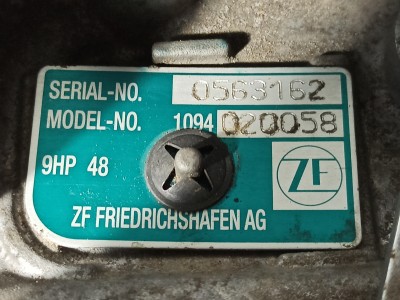 SERIAL-NO. 0563162
MODEL-NO. 1094 020058
9HP 48
ZF
ZF FRIEDRICHSHAFEN AG